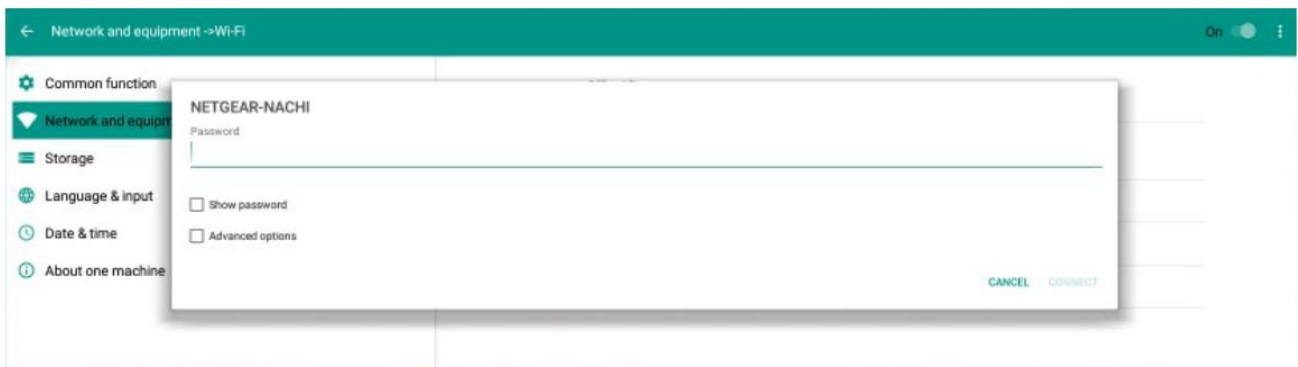 Network and equipment ->Wi-Fi
On
Common function
Network and equipm
Storage
Language & input
Date & time
About one machine
NETGEAR-NACHI
Password
Show password
Advanced options
CANCEL CONNECT